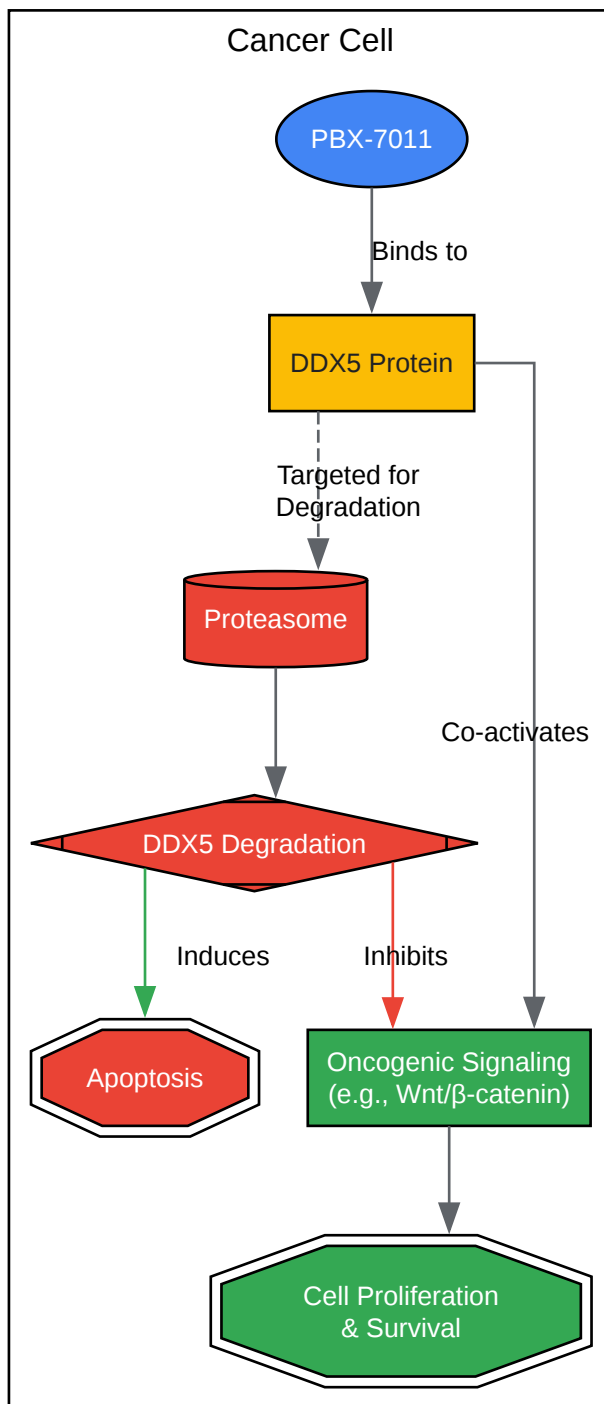 Cancer Cell
PBX-7011
Binds to
DDX5 Protein
Targeted for
Degradation
Proteasome
Co-activates
DDX5 Degradation
Induces
Inhibits
Apoptosis
Oncogenic Signaling
(e.g., Wnt/β-catenin)
Cell Proliferation
& Survival